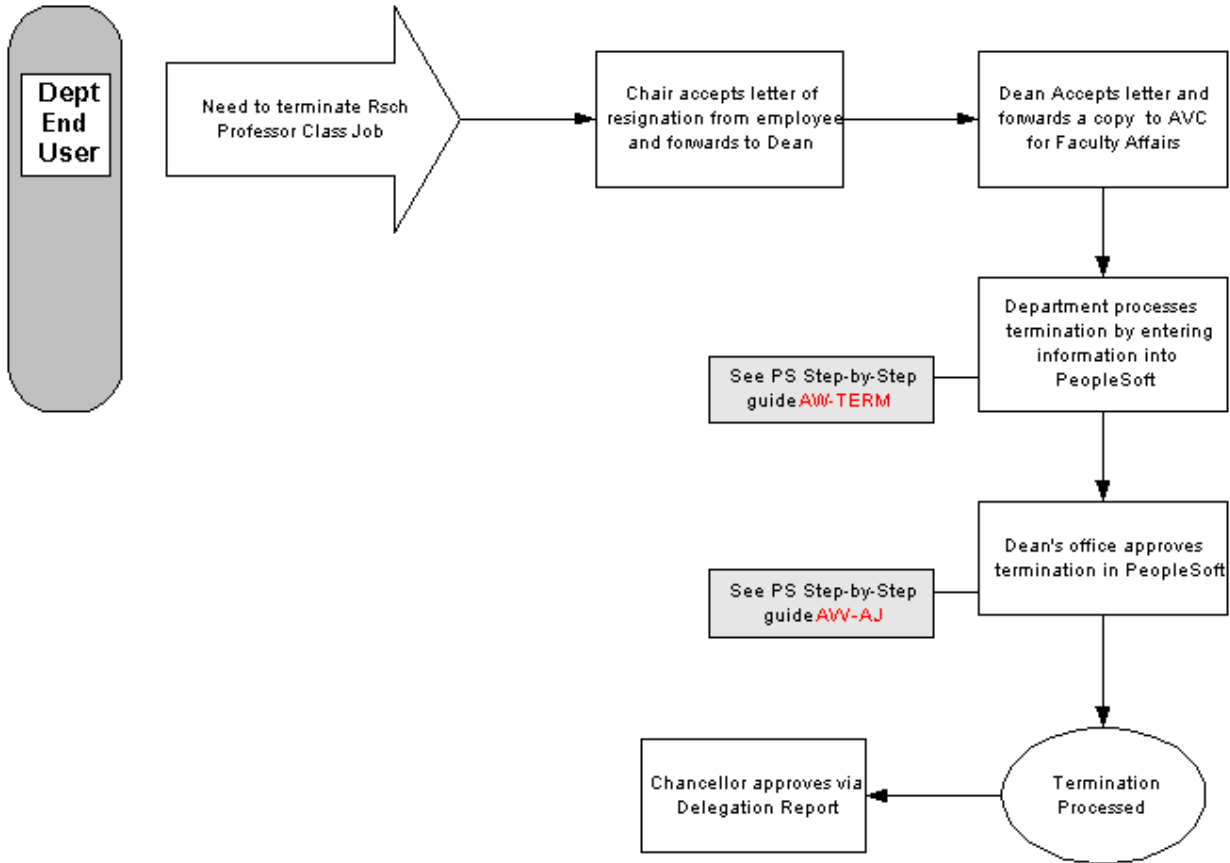 Dept
End
User
Need to terminate Rsch
Professor Class Job
Chair accepts letter of
resignation from employee
and forwards to Dean
Dean Accepts letter and
forwards a copy to AVC
for Faculty Affairs
Department processes
termination by entering
information into
PeopleSoft
See PS Step-by-Step
guide AW-TERM
Dean's office approves
termination in PeopleSoft
See PS Step-by-Step
guide AW-AJ
Termination
Processed
Chancellor approves via
Delegation Report